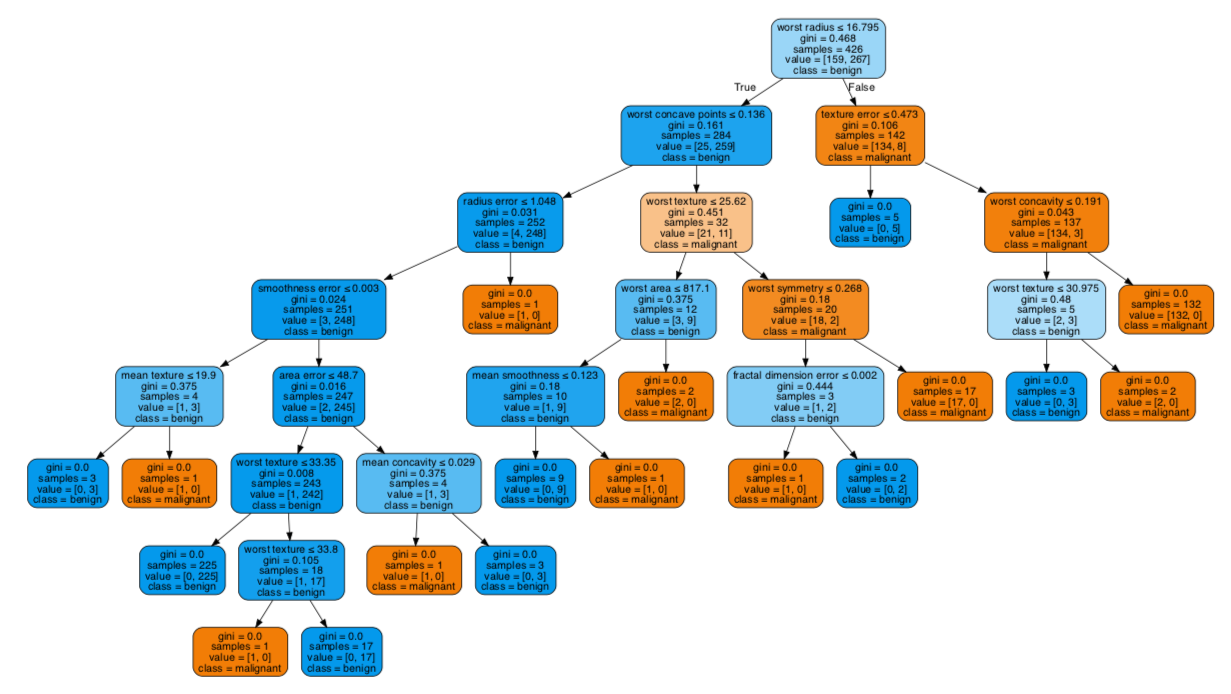 worst radius ≤ 16.795
gini = 0.468
samples = 426
value = [159, 267]
class = benign
True
False
worst concave points ≤ 0.136
gini = 0.161
samples = 284
value = [25, 259]
class = benign
texture error ≤ 0.473
gini = 0.106
samples = 142
value = [134, 8]
class = malignant
radius error ≤ 1.048
gini = 0.031
samples = 252
value = [4, 248]
class = benign
worst texture ≤ 25.62
gini = 0.451
samples = 32
value = [21, 11]
class = malignant
gini = 0.0
samples = 5
value = [0, 5]
class = benign
worst concavity ≤ 0.191
gini = 0.043
samples = 137
value = [134, 3]
class = malignant
smoothness error ≤ 0.003
gini = 0.024
samples = 251
value = [3, 248]
class = benign
gini = 0.0
samples = 1
value = [1, 0]
class = malignant
worst area ≤ 817.1
gini = 0.375
samples = 12
value = [3, 9]
class = benign
worst symmetry ≤ 0.268
gini = 0.18
samples = 20
value = [18, 2]
class = malignant
worst texture ≤ 30.975
gini = 0.48
samples = 5
value = [2, 3]
class = benign
gini = 0.0
samples = 132
value = [132, 0]
class = malignant
mean texture ≤ 19.9
gini = 0.375
samples = 4
value = [1, 3]
class = benign
area error ≤ 48.7
gini = 0.016
samples = 247
value = [2, 245]
class = benign
mean smoothness ≤ 0.123
gini = 0.18
samples = 10
value = [1, 9]
class = benign
gini = 0.0
samples = 2
value = [2, 0]
class = malignant
fractal dimension error ≤ 0.002
gini = 0.444
samples = 3
value = [1, 2]
class = benign
gini = 0.0
samples = 17
value = [17, 0]
class = malignant
gini = 0.0
samples = 3
value = [0, 3]
class = benign
gini = 0.0
samples = 2
value = [2, 0]
class = malignant
gini = 0.0
samples = 3
value = [0, 3]
class = benign
gini = 0.0
samples = 1
value = [1, 0]
class = malignant
worst texture ≤ 33.35
gini = 0.008
samples = 243
value = [1, 242]
class = benign
mean concavity ≤ 0.029
gini = 0.375
samples = 4
value = [1, 3]
class = benign
gini = 0.0
samples = 9
value = [0, 9]
class = benign
gini = 0.0
samples = 1
value = [1, 0]
class = malignant
gini = 0.0
samples = 1
value = [1, 0]
class = malignant
gini = 0.0
samples = 2
value = [0, 2]
class = benign
gini = 0.0
samples = 225
value = [0, 225]
class = benign
worst texture ≤ 33.8
gini = 0.105
samples = 18
value = [1, 17]
class = benign
gini = 0.0
samples = 1
value = [1, 0]
class = malignant
gini = 0.0
samples = 3
value = [0, 3]
class = benign
gini = 0.0
samples = 1
value = [1, 0]
class = malignant
gini = 0.0
samples = 17
value = [0, 17]
class = benign